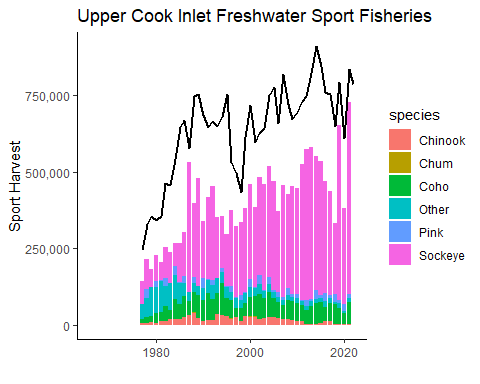 Upper Cook Inlet Freshwater Sport Fisheries
Sport Harvest
750,000
500,000
250,000
0
1980
2000
2020
species
Chinook
Chum
Coho
Other
Pink
Sockeye